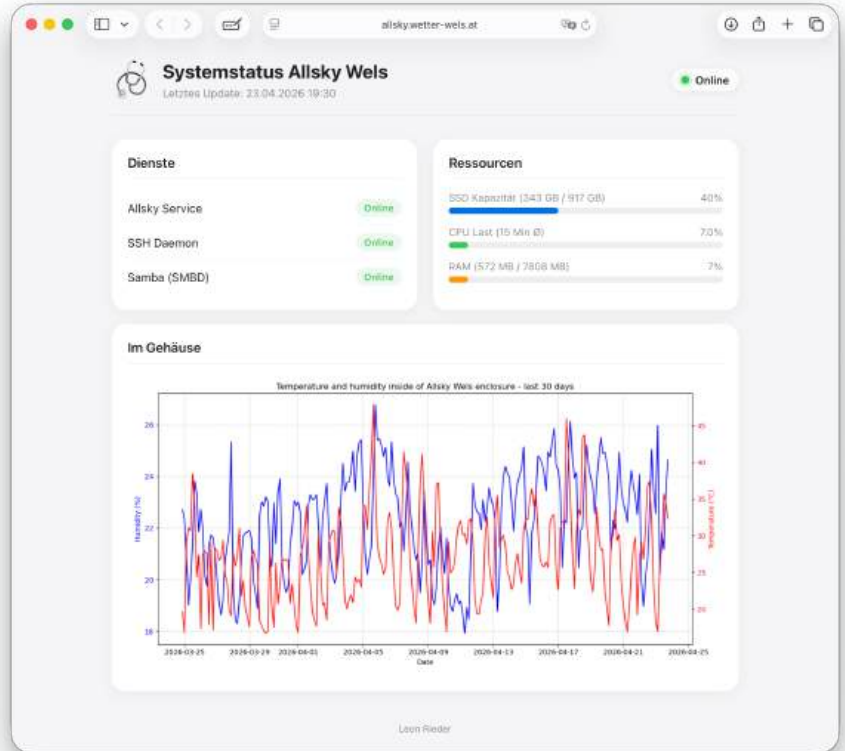 allsky.wetter-wels.at
Systemstatus Allsky Wels
Letztes Update: 23.04.2026 19:30
Online
Dienste
Allsky Service Online
SSH Daemon Online
Samba (SMBD) Online
Ressourcen
SSD Kapazität (343 GB / 917 GB) 40%
CPU Last (15 Min Ø) 7.0%
RAM (572 MB / 7808 MB) 7%
Im Gehäuse
Temperature and humidity inside of Allsky Wels enclosure - last 30 days
Humidity (%)
26
24
22
20
18
Temperature (°C)
45
40
35
30
25
20
2026-03-25 2026-03-29 2026-04-01 2026-04-05 2026-04-09 2026-04-13 2026-04-17 2026-04-21 2026-04-25
Date
Leon Rieder